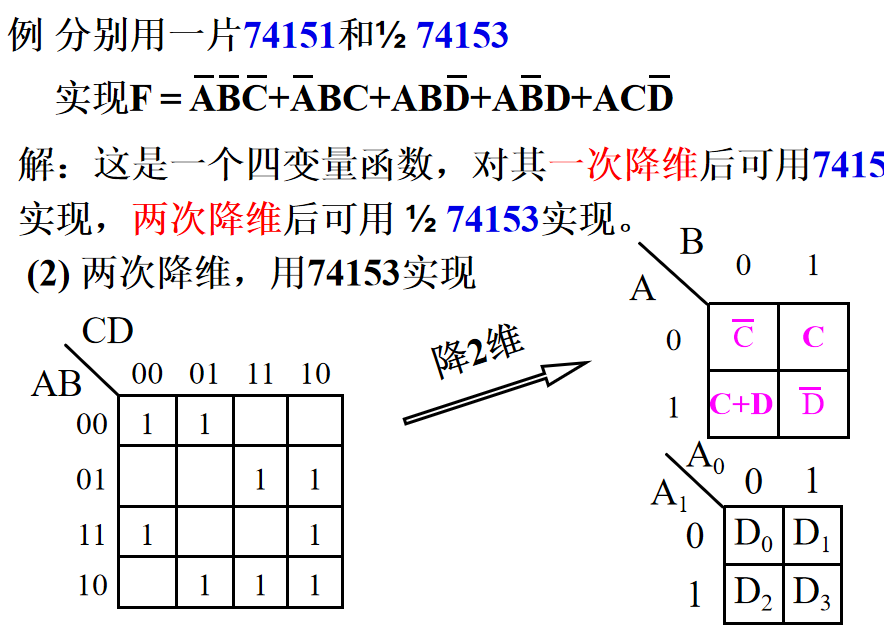 例 分别用一片74151和½ 74153
实现F = A̅B̅C̅+A̅BC+ABD̅+AB̅D+ACD̅
解：这是一个四变量函数，对其一次降维后可用7415
实现，两次降维后可用 ½ 74153实现。
(2) 两次降维，用74153实现
CD
AB
00 01 11 10
00 1 1
01 1 1
11 1 1
10 1 1 1
降2维
B
A
0 1
0 C̅ C
1 C+D D̅
A₀
A₁
0 1
0 D₀ D₁
1 D₂ D₃